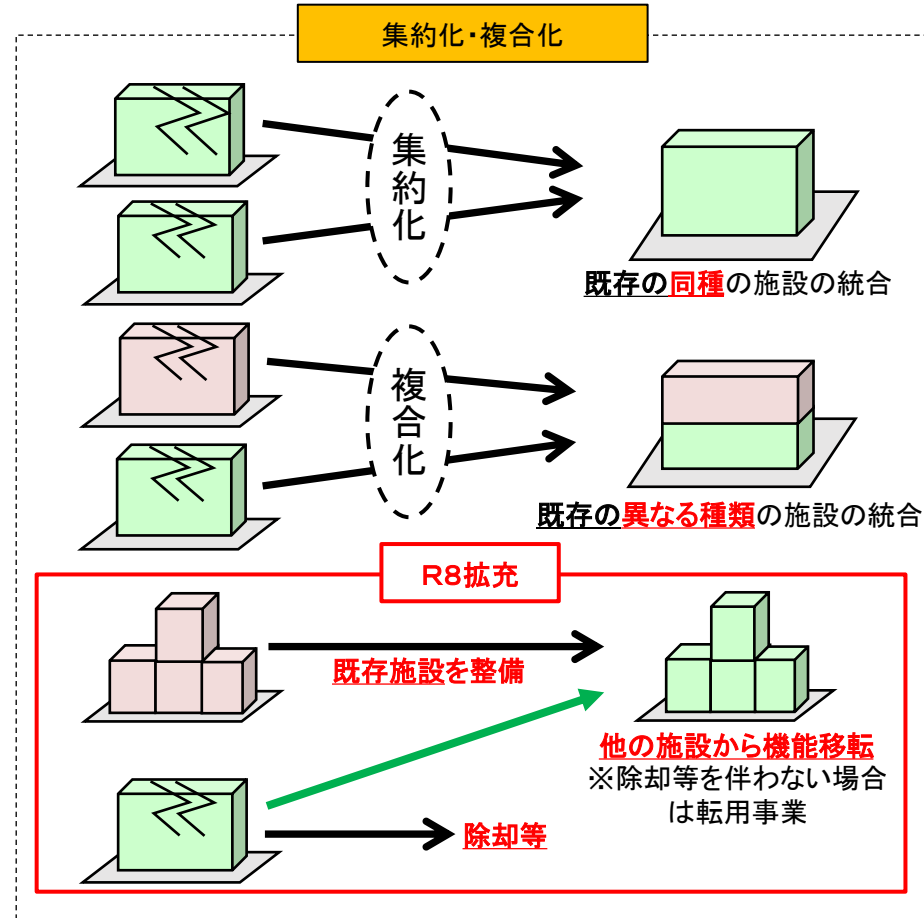 集約化・複合化
集約化
既存の同種の施設の統合
複合化
既存の異なる種類の施設の統合
R8拡充
既存施設を整備
他の施設から機能移転
※除却等を伴わない場合
は転用事業
除却等